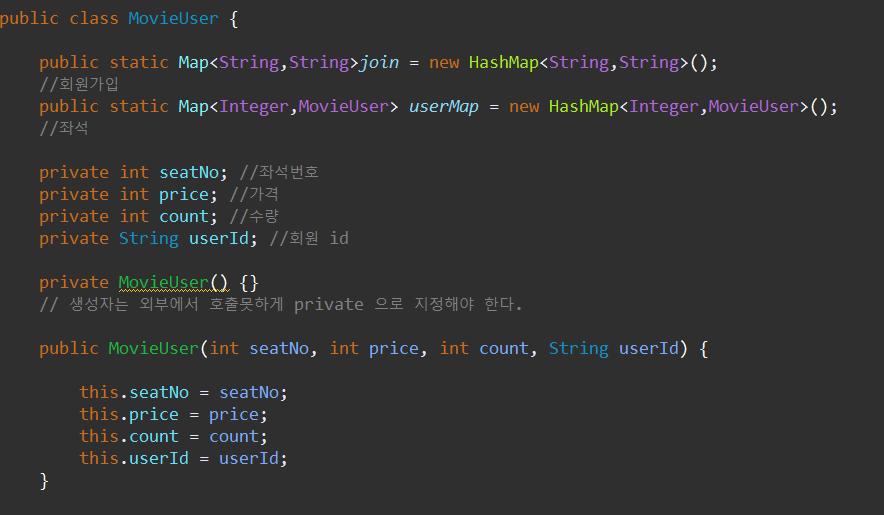 public class MovieUser {
public static Map<String,String>join = new HashMap<String,String>();
//회원가입
public static Map<Integer,MovieUser> userMap = new HashMap<Integer,MovieUser>();
//좌석
private int seatNo; //좌석번호
private int price; //가격
private int count; //수량
private String userId; //회원 id
private MovieUser() {}
// 생성자는 외부에서 호출못하게 private 으로 지정해야 한다.
public MovieUser(int seatNo, int price, int count, String userId) {
this.seatNo = seatNo;
this.price = price;
this.count = count;
this.userId = userId;
}